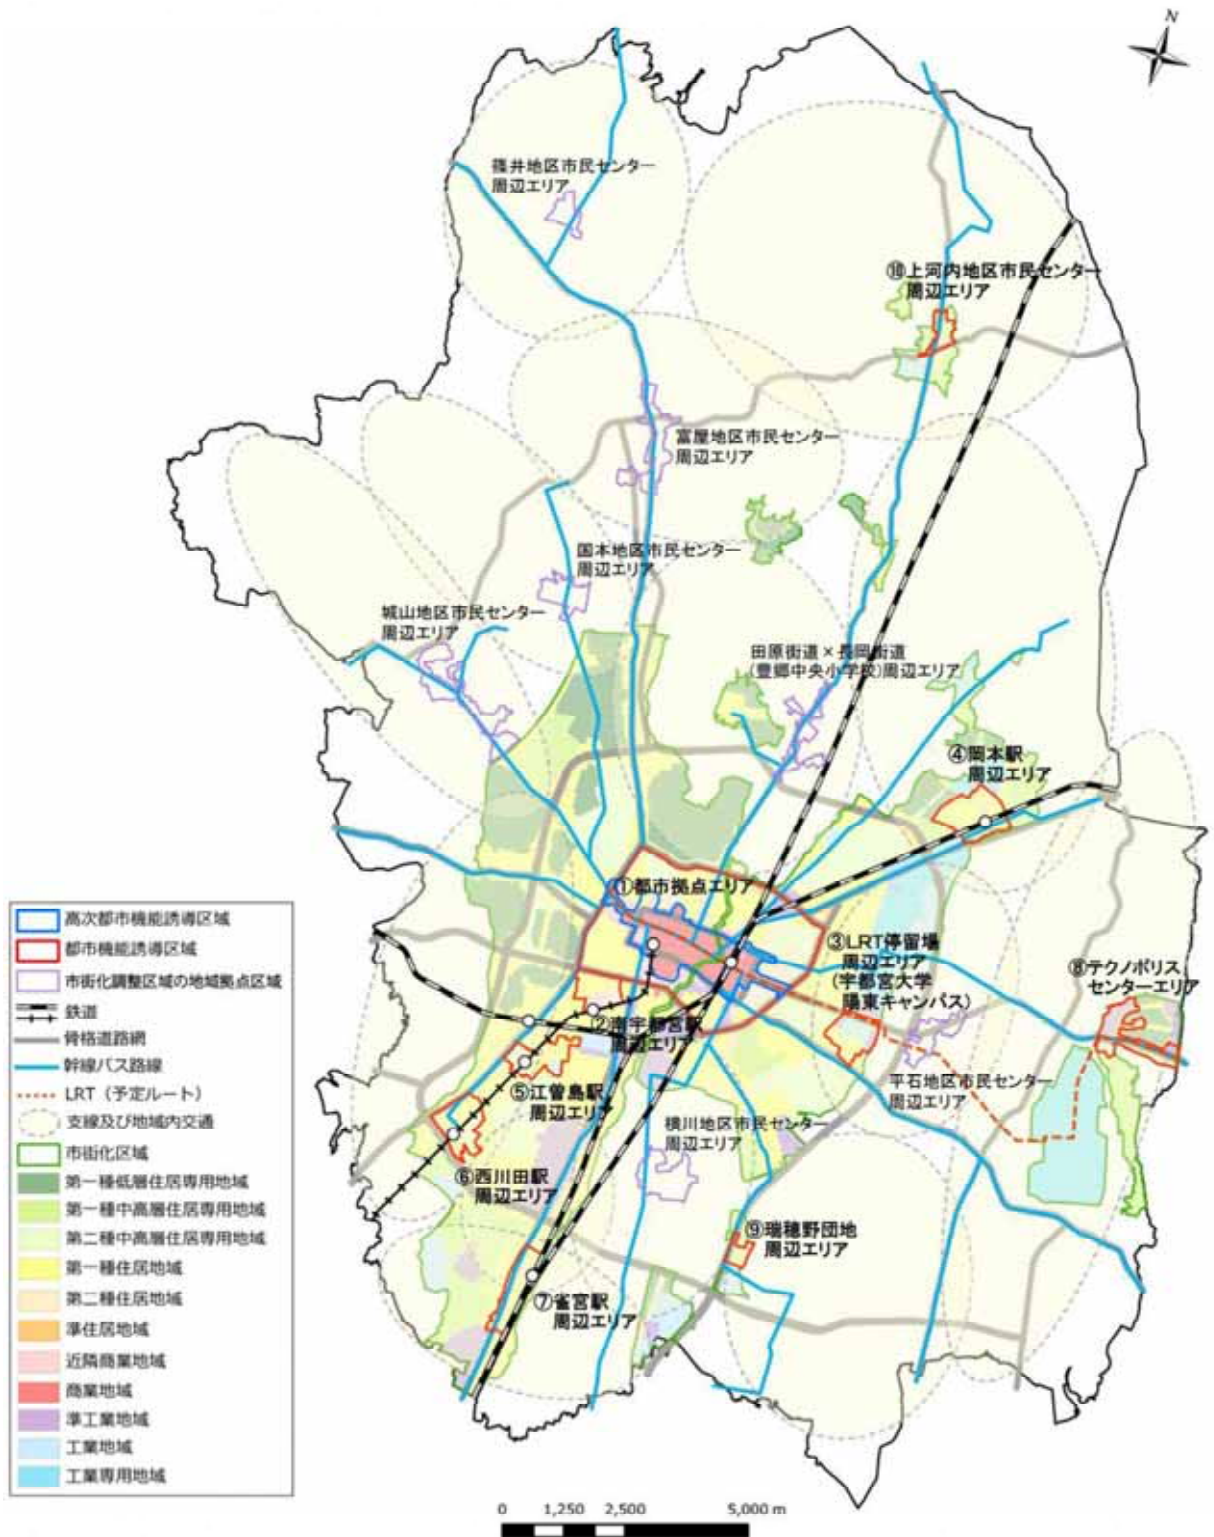 N
篠井地区市民センター
周辺エリア
⑩上河内地区市民センター
周辺エリア
富屋地区市民センター
周辺エリア
国本地区市民センター
周辺エリア
城山地区市民センター
周辺エリア
田原街道×長岡街道
(豊郷中央小学校)周辺エリア
④岡本駅
周辺エリア
①都市拠点エリア
③LRT停留場
周辺エリア
(宇都宮大学
陽東キャンパス)
⑧テクノポリス
センターエリア
②南宇都宮駅
周辺エリア
平石地区市民センター
周辺エリア
⑤江曽島駅
周辺エリア
横川地区市民センター
周辺エリア
⑥西川田駅
周辺エリア
⑨瑞穂野団地
周辺エリア
⑦雀宮駅
周辺エリア
高次都市機能誘導区域
都市機能誘導区域
市街化調整区域の地域拠点区域
鉄道
骨格道路網
幹線バス路線
LRT(予定ルート)
支線及び地域内交通
市街化区域
第一種低層住居専用地域
第一種中高層住居専用地域
第二種中高層住居専用地域
第一種住居地域
第二種住居地域
準住居地域
近隣商業地域
商業地域
準工業地域
工業地域
工業専用地域
0 1,250 2,500 5,000 m